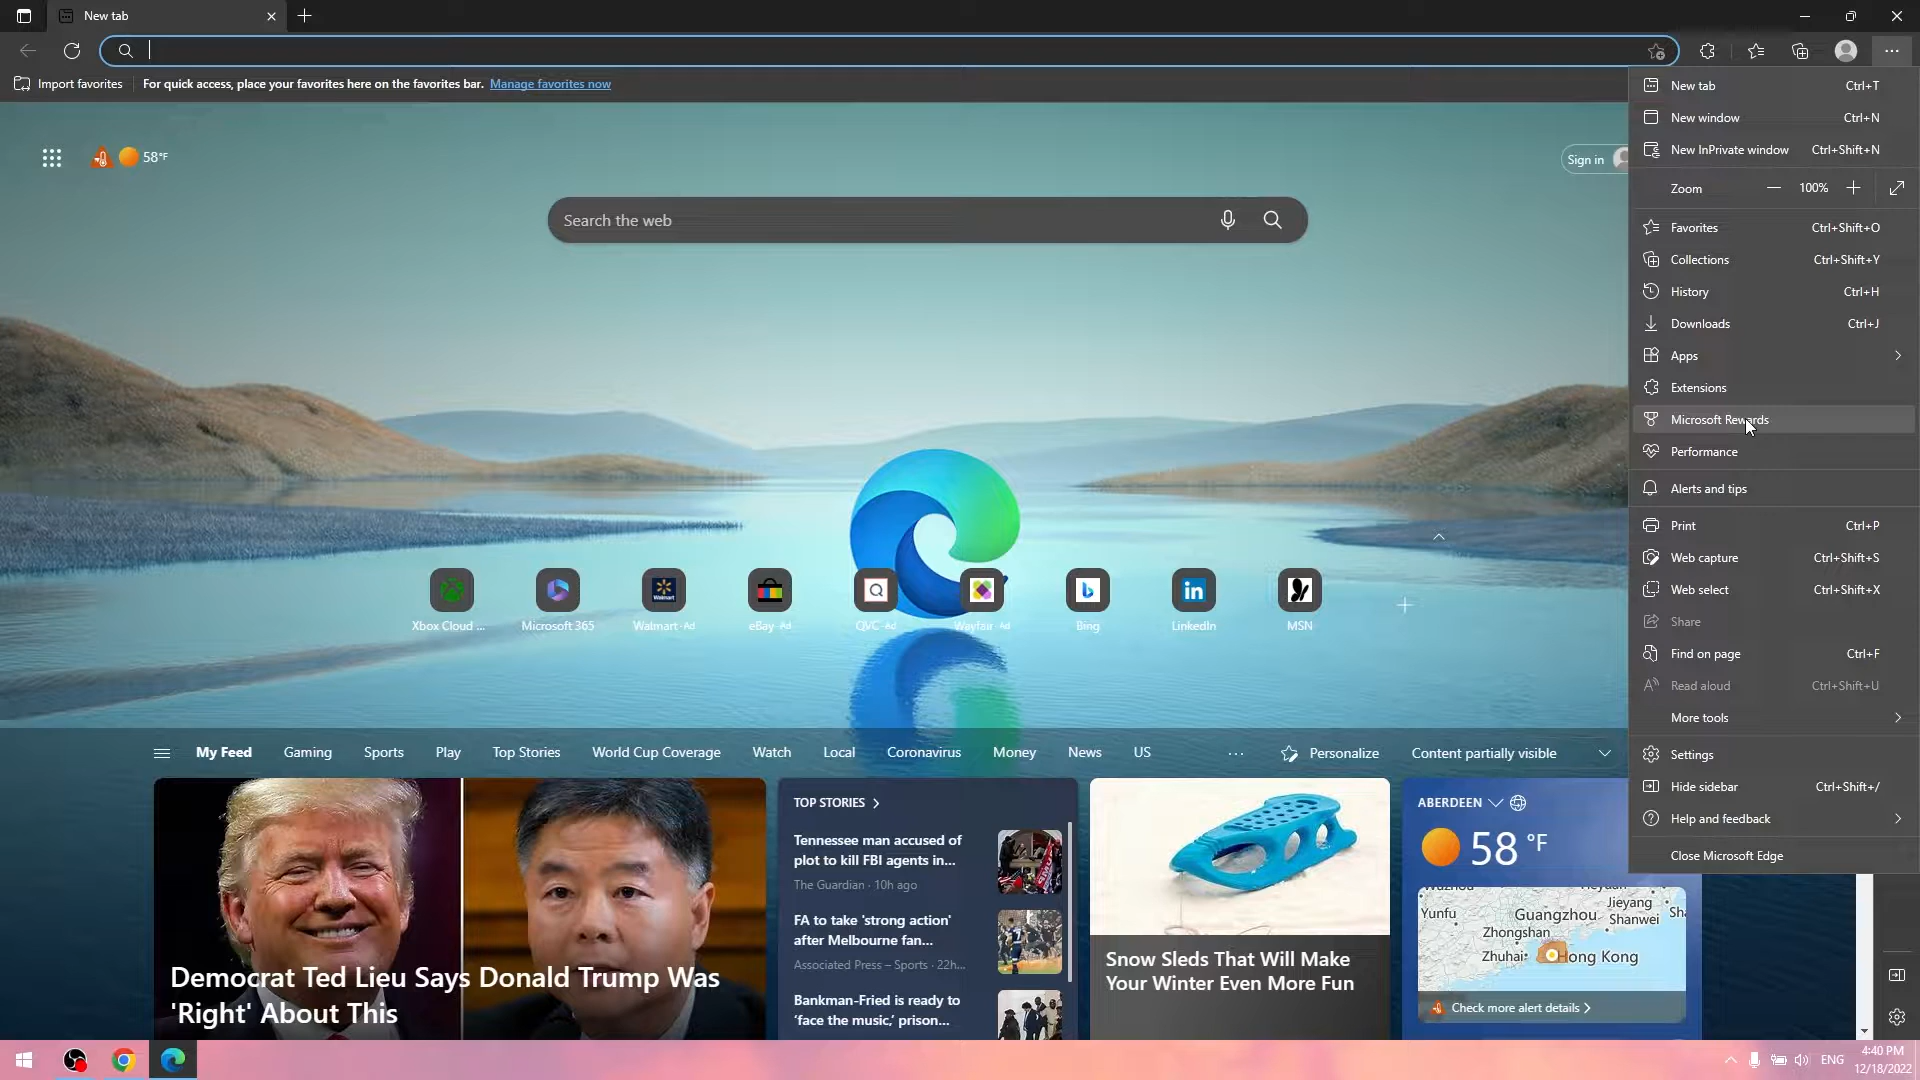 New tab
Import favorites
For quick access, place your favorites here on the favorites bar. Manage favorites now
58°F
Sign in
Search the web
Xbox Cloud ...
Microsoft 365
Walmart
Walmart · Ad
eBay · Ad
QVC · Ad
Wayfair · Ad
Bing
LinkedIn
MSN
My Feed
Gaming
Sports
Play
Top Stories
World Cup Coverage
Watch
Local
Coronavirus
Money
News
US
...
Personalize
Content partially visible
Democrat Ted Lieu Says Donald Trump Was
'Right' About This
TOP STORIES
Tennessee man accused of
plot to kill FBI agents in...
The Guardian · 10h ago
FA to take 'strong action'
after Melbourne fan...
Associated Press – Sports · 22h...
Bankman-Fried is ready to
'face the music,' prison...
Snow Sleds That Will Make
Your Winter Even More Fun
ABERDEEN
58 °F
Yunfu
Guangzhou
Jieyang
Shanwei
Zhongshan
Zhuhai
Hong Kong
Check more alert details
New tab Ctrl+T
New window Ctrl+N
New InPrivate window Ctrl+Shift+N
Zoom 100%
Favorites Ctrl+Shift+O
Collections Ctrl+Shift+Y
History Ctrl+H
Downloads Ctrl+J
Apps
Extensions
Microsoft Rewards
Performance
Alerts and tips
Print Ctrl+P
Web capture Ctrl+Shift+S
Web select Ctrl+Shift+X
Share
Find on page Ctrl+F
Read aloud Ctrl+Shift+U
More tools
Settings
Hide sidebar Ctrl+Shift+/
Help and feedback
Close Microsoft Edge
ENG
4:40 PM
12/18/2022